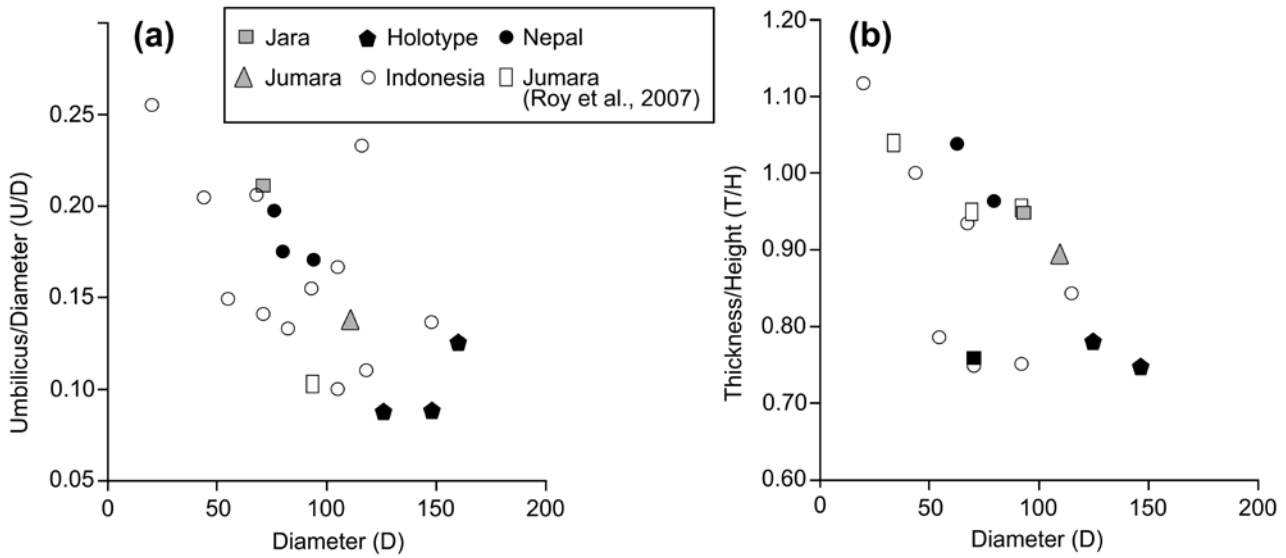 (a)
Jara
Holotype
Nepal
Jumara
Indonesia
Jumara
(Roy et al., 2007)
0.25
0.20
0.15
0.10
0.05
Umbilicus/Diameter (U/D)
0
50
100
150
200
Diameter (D)
(b)
1.20
1.10
1.00
0.90
0.80
0.70
0.60
Thickness/Height (T/H)
0
50
100
150
200
Diameter (D)